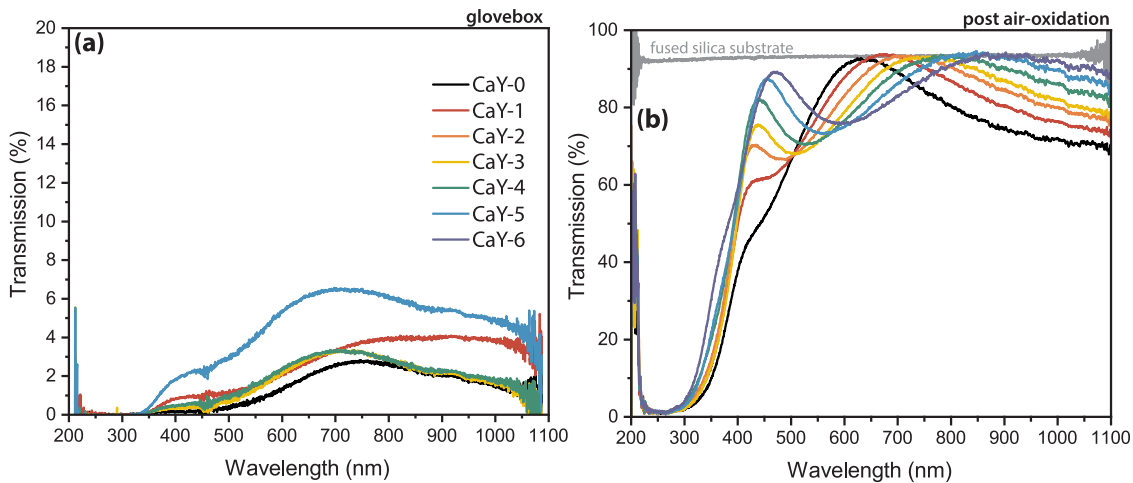 glovebox
(a)
20
18
16
14
12
10
8
6
4
2
0
Transmission (%)
CaY-0
CaY-1
CaY-2
CaY-3
CaY-4
CaY-5
CaY-6
200 300 400 500 600 700 800 900 1000 1100
Wavelength (nm)
post air-oxidation
fused silica substrate
(b)
100
80
60
40
20
0
Transmission (%)
200 300 400 500 600 700 800 900 1000 1100
Wavelength (nm)